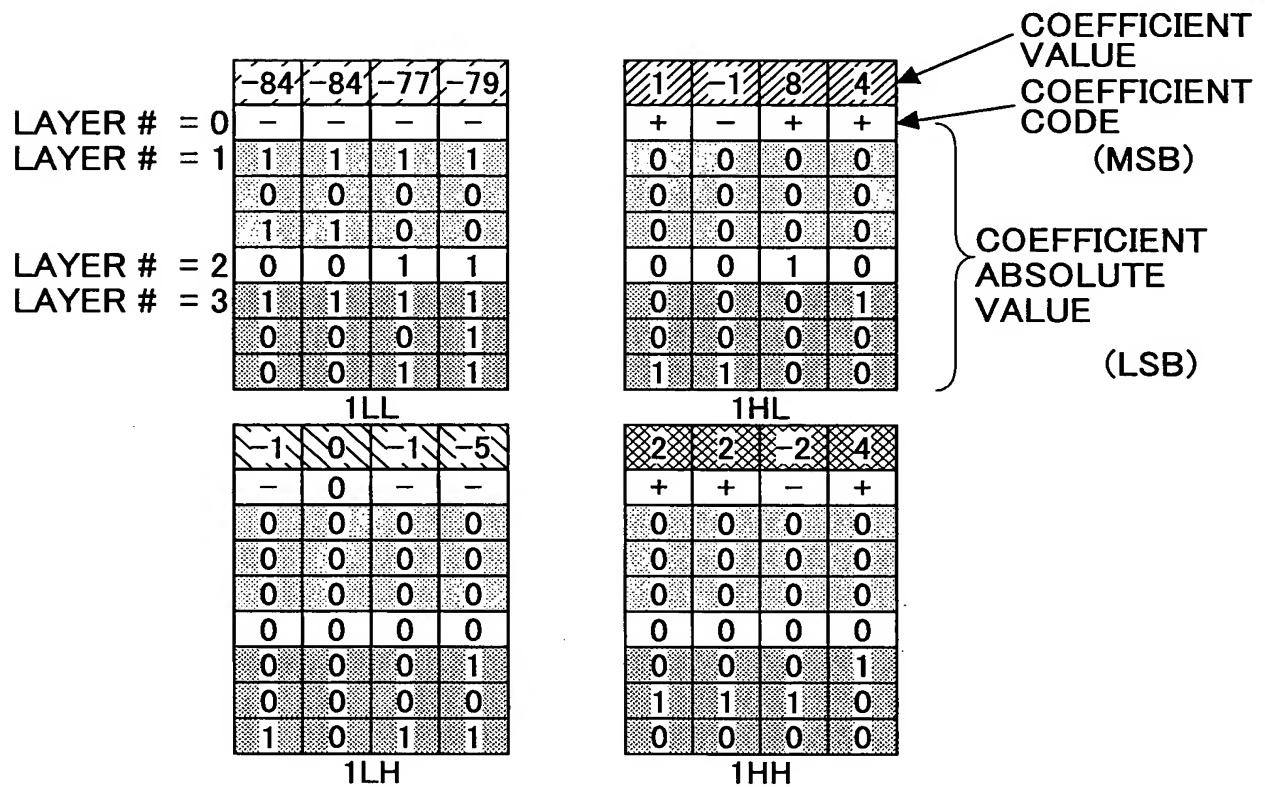 COEFFICIENT VALUE
COEFFICIENT CODE
(MSB)
COEFFICIENT ABSOLUTE VALUE
(LSB)
-84 -84 -77 -79
LAYER # = 0 - - - -
LAYER # = 1 1 1 1 1
0 0 0 0
1 1 0 0
LAYER # = 2 0 0 1 1
LAYER # = 3 1 1 1 1
0 0 0 1
0 0 1 1
1LL
1 -1 8 4
+ - + +
0 0 0 0
0 0 0 0
0 0 0 0
0 0 1 0
0 0 0 1
0 0 0 0
1 1 0 0
1HL
-1 0 -1 -5
- 0 - -
0 0 0 0
0 0 0 0
0 0 0 0
0 0 0 0
0 0 0 1
0 0 0 0
1 0 1 1
1LH
2 2 -2 4
+ + - +
0 0 0 0
0 0 0 0
0 0 0 0
0 0 0 0
0 0 0 1
1 1 1 0
0 0 0 0
1HH